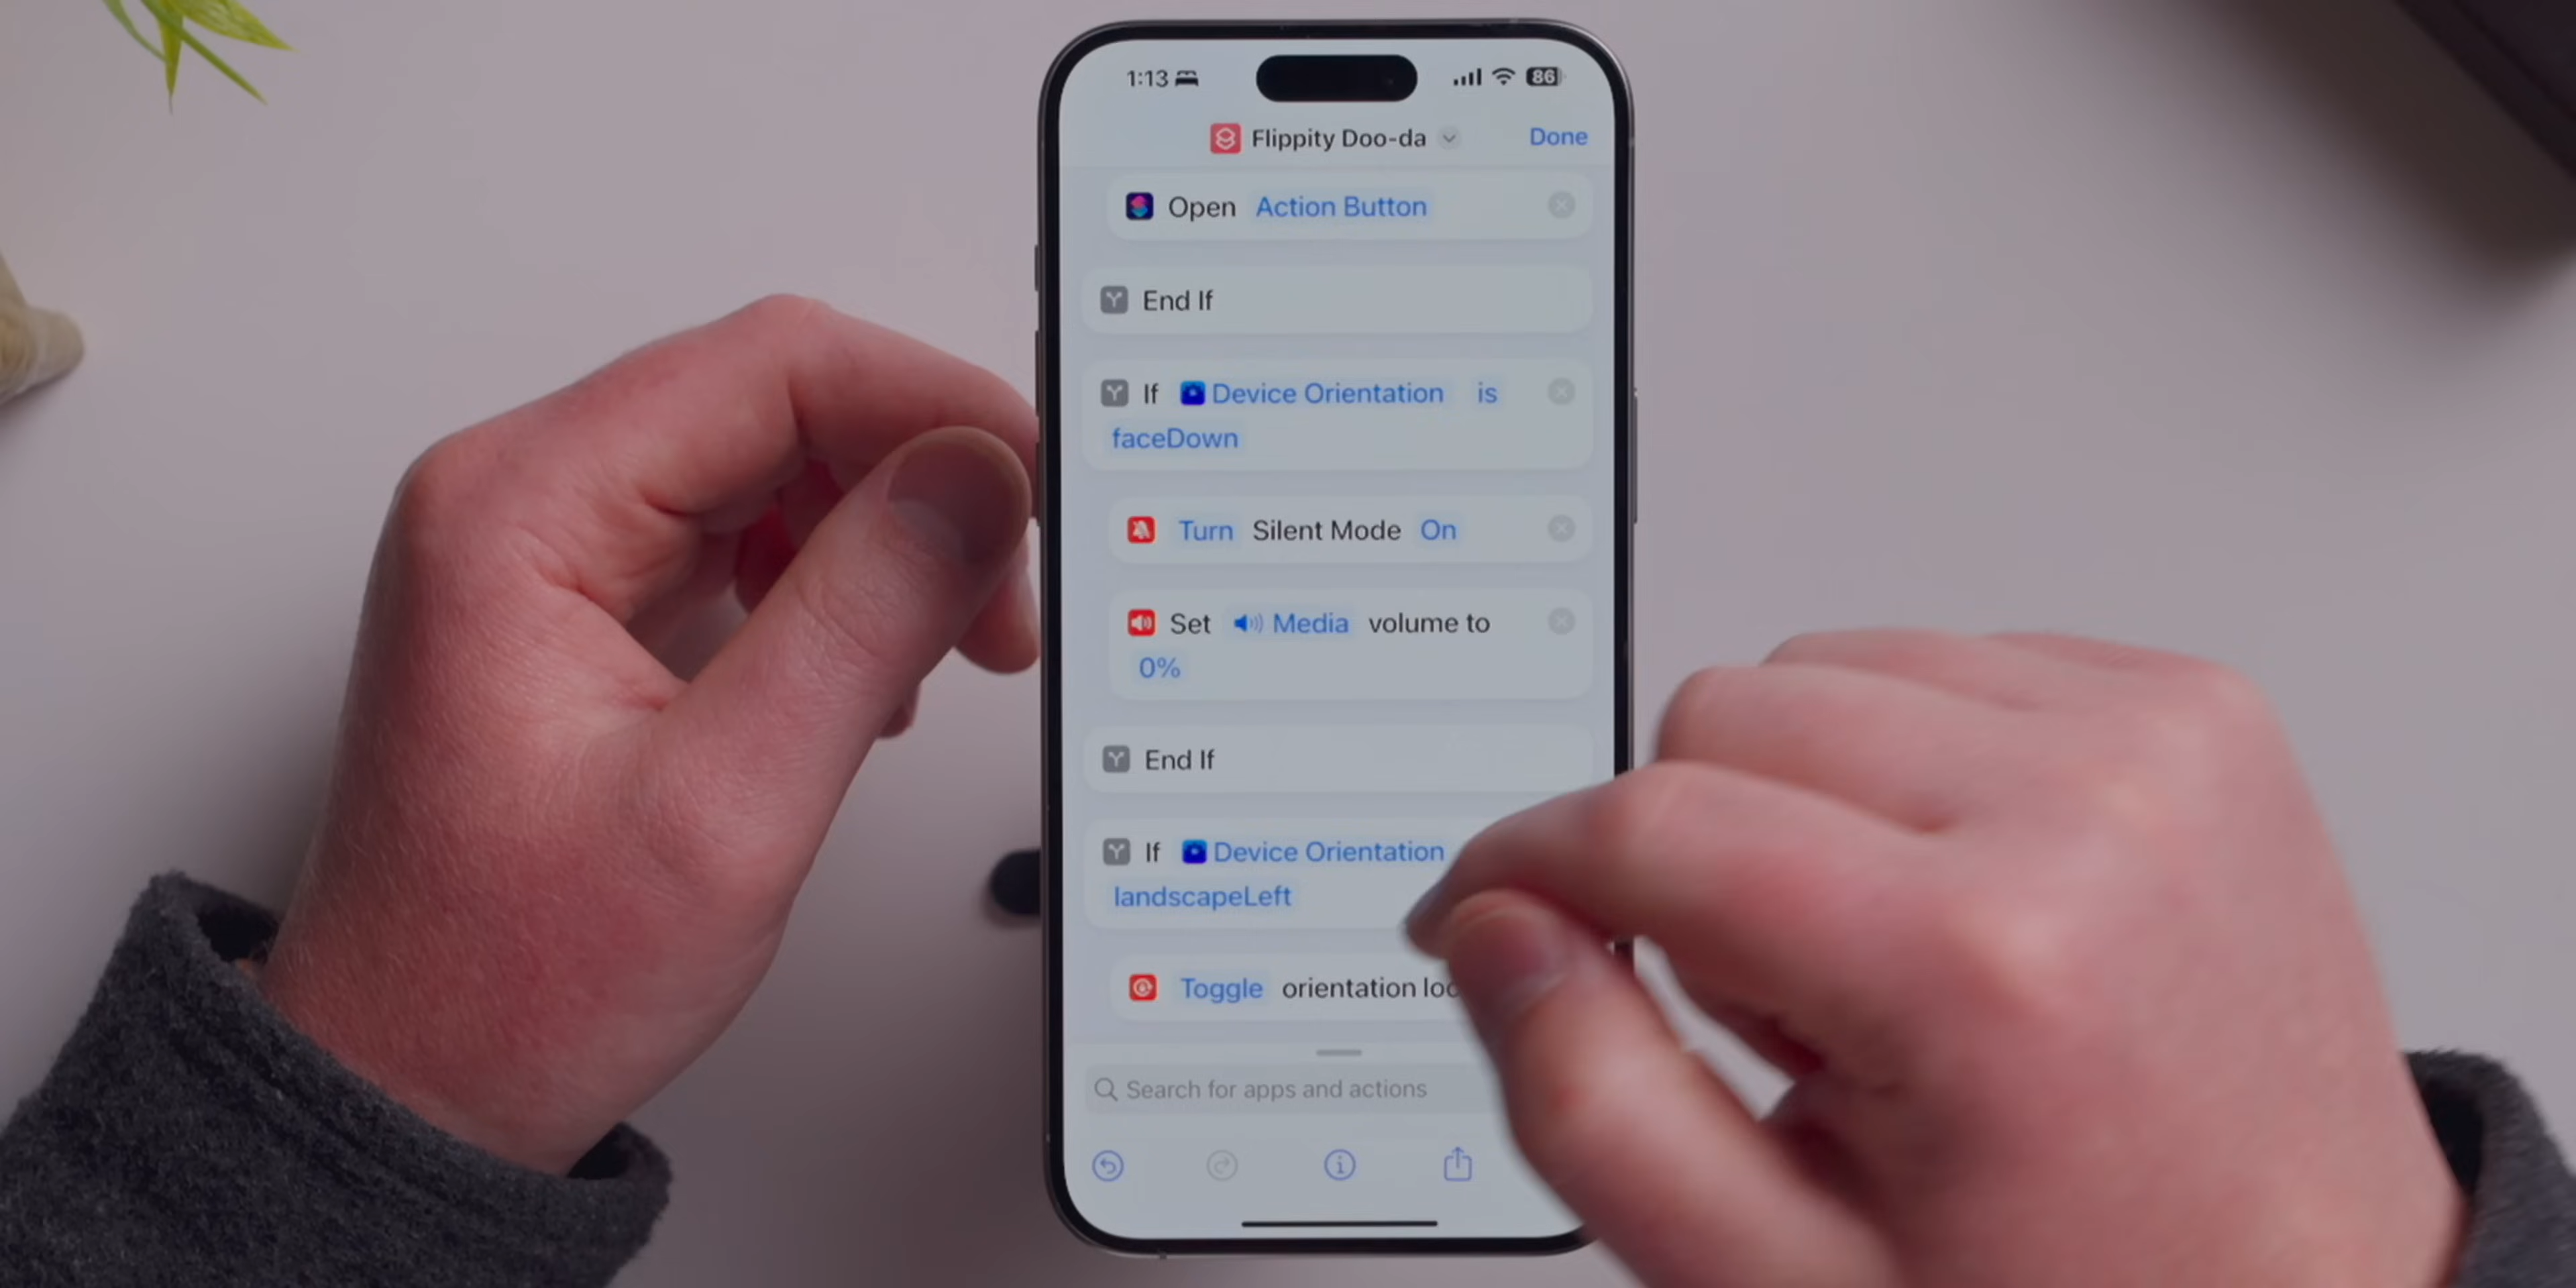 1:13
86
Flippity Doo-da
Done
Open Action Button
End If
If Device Orientation is
faceDown
Turn Silent Mode On
Set Media volume to
0%
End If
If Device Orientation
landscapeLeft
Toggle orientation
Search for apps and actions